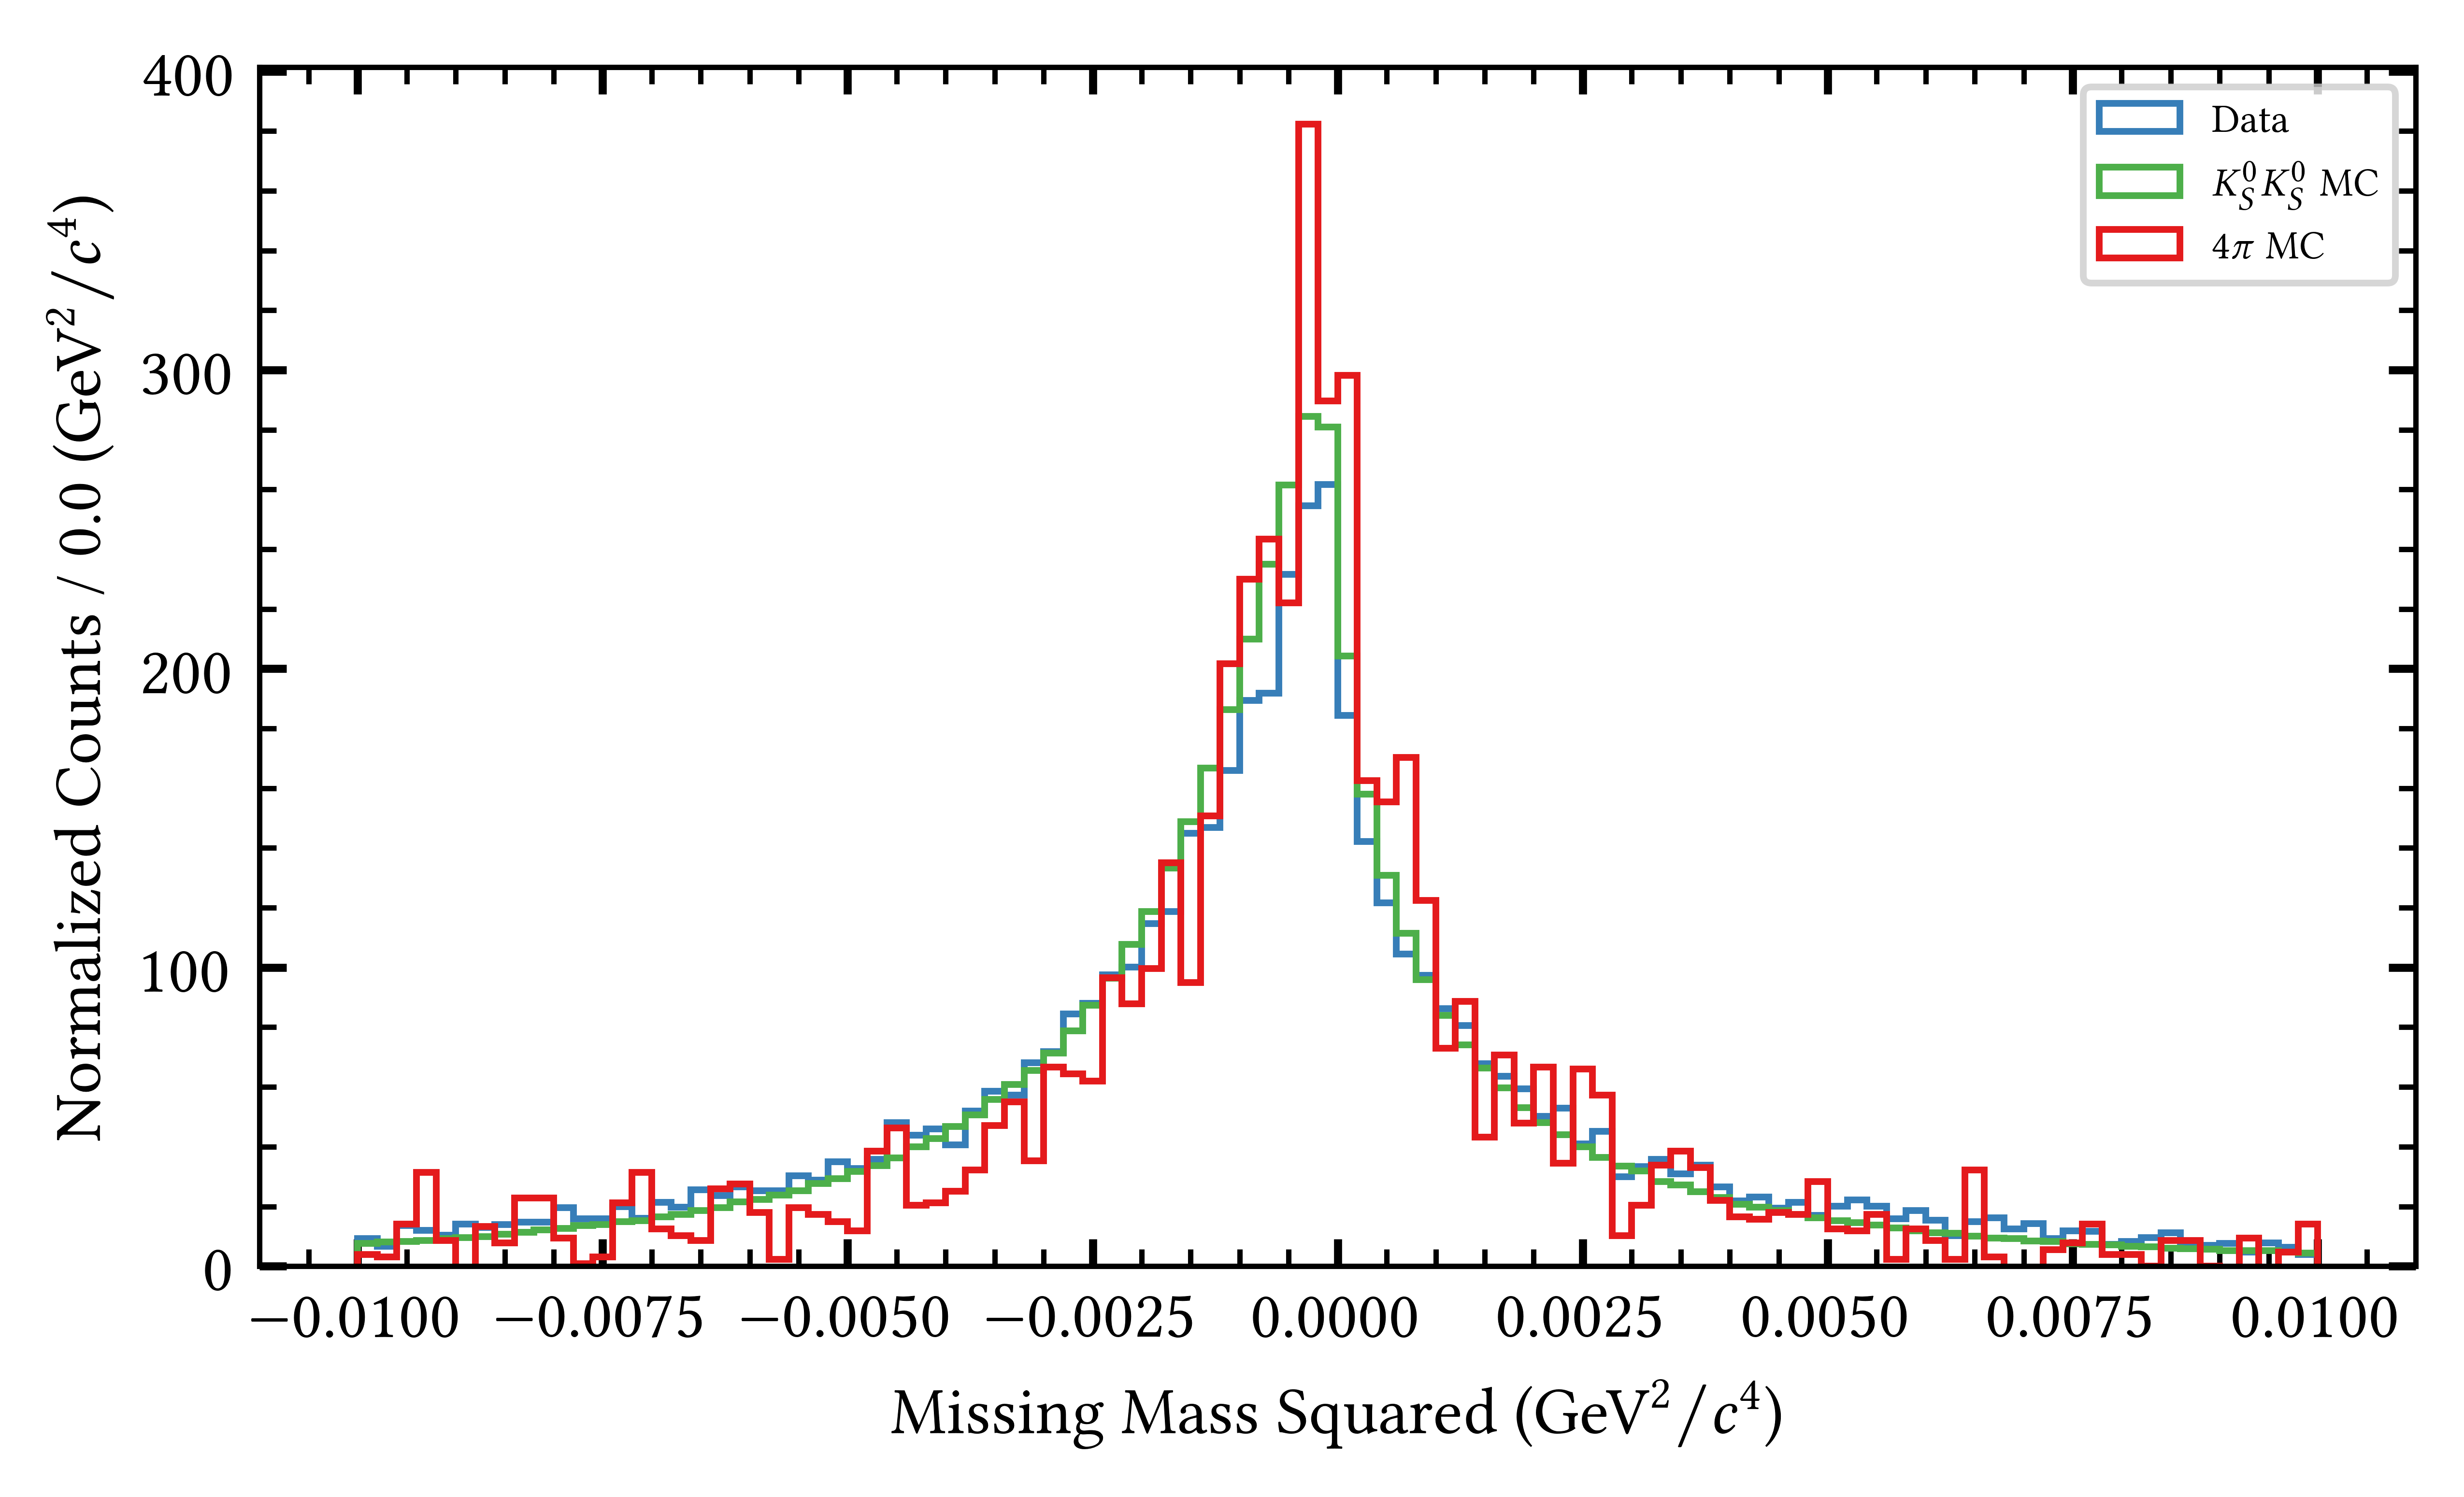 Normalized Counts / 0.0 (GeV²/c⁴)
400
300
200
100
0
Data
K⁰_S K⁰_S MC
4π MC
−0.0100 −0.0075 −0.0050 −0.0025 0.0000 0.0025 0.0050 0.0075 0.0100
Missing Mass Squared (GeV²/c⁴)